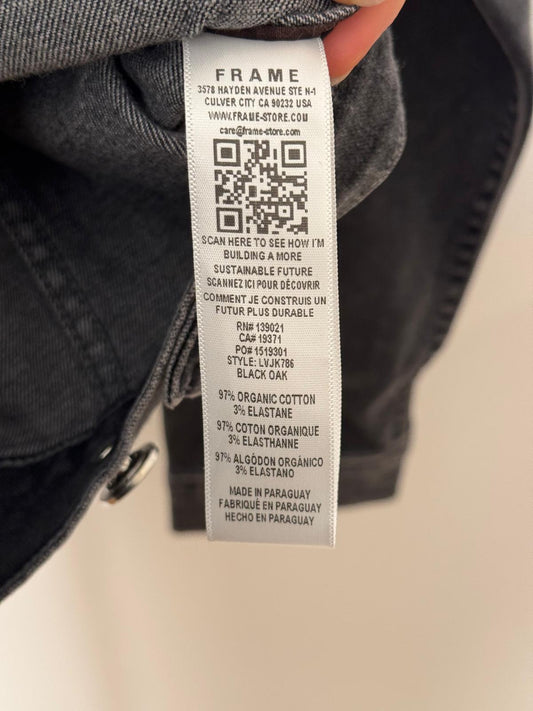 FRAME
3578 HAYDEN AVENUE STE N-1
CULVER CITY CA 90232 USA
WWW.FRAME-STORE.COM
care@frame-store.com
SCAN HERE TO SEE HOW I'M
BUILDING A MORE
SUSTAINABLE FUTURE
SCANNEZ ICI POUR DÉCOVRIR
COMMENT JE CONSTRUIS UN
FUTUR PLUS DURABLE
RN# 139021
CA# 19371
PO# 1519301
STYLE: LVJK786
BLACK OAK
97% ORGANIC COTTON
3% ELASTANE
97% COTON ORGANIQUE
3% ELASTHANNE
97% ALGÓDON ORGÁNICO
3% ELASTANO
MADE IN PARAGUAY
FABRIQUÉ EN PARAGUAY
HECHO EN PARAGUAY